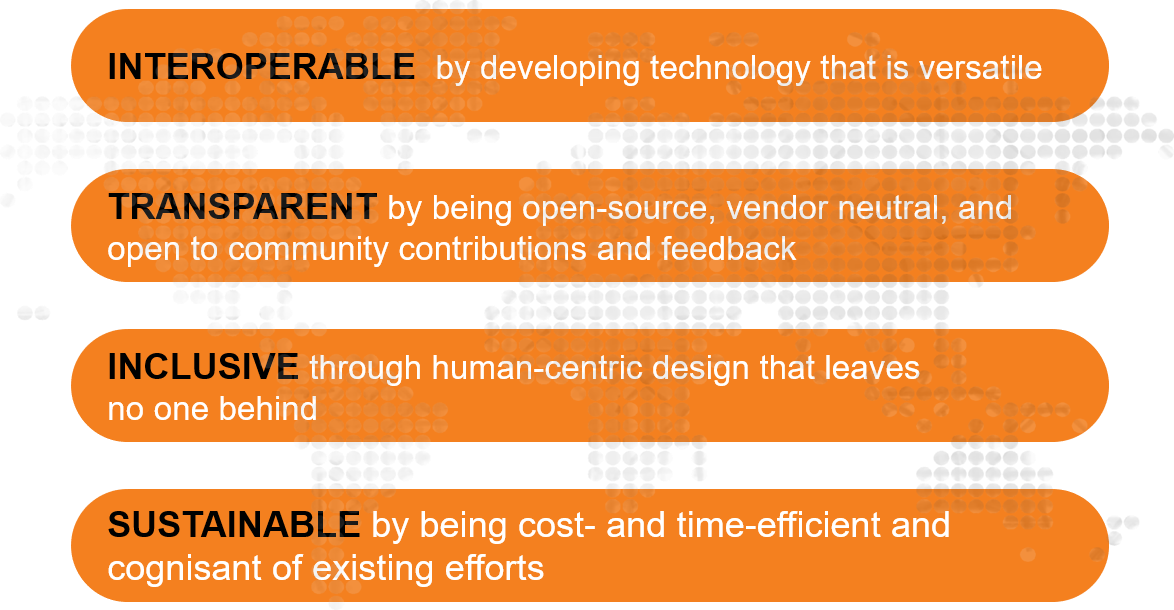 INTEROPERABLE by developing technology that is versatile
TRANSPARENT by being open-source, vendor neutral, and
open to community contributions and feedback
INCLUSIVE through human-centric design that leaves
no one behind
SUSTAINABLE by being cost- and time-efficient and
cognisant of existing efforts